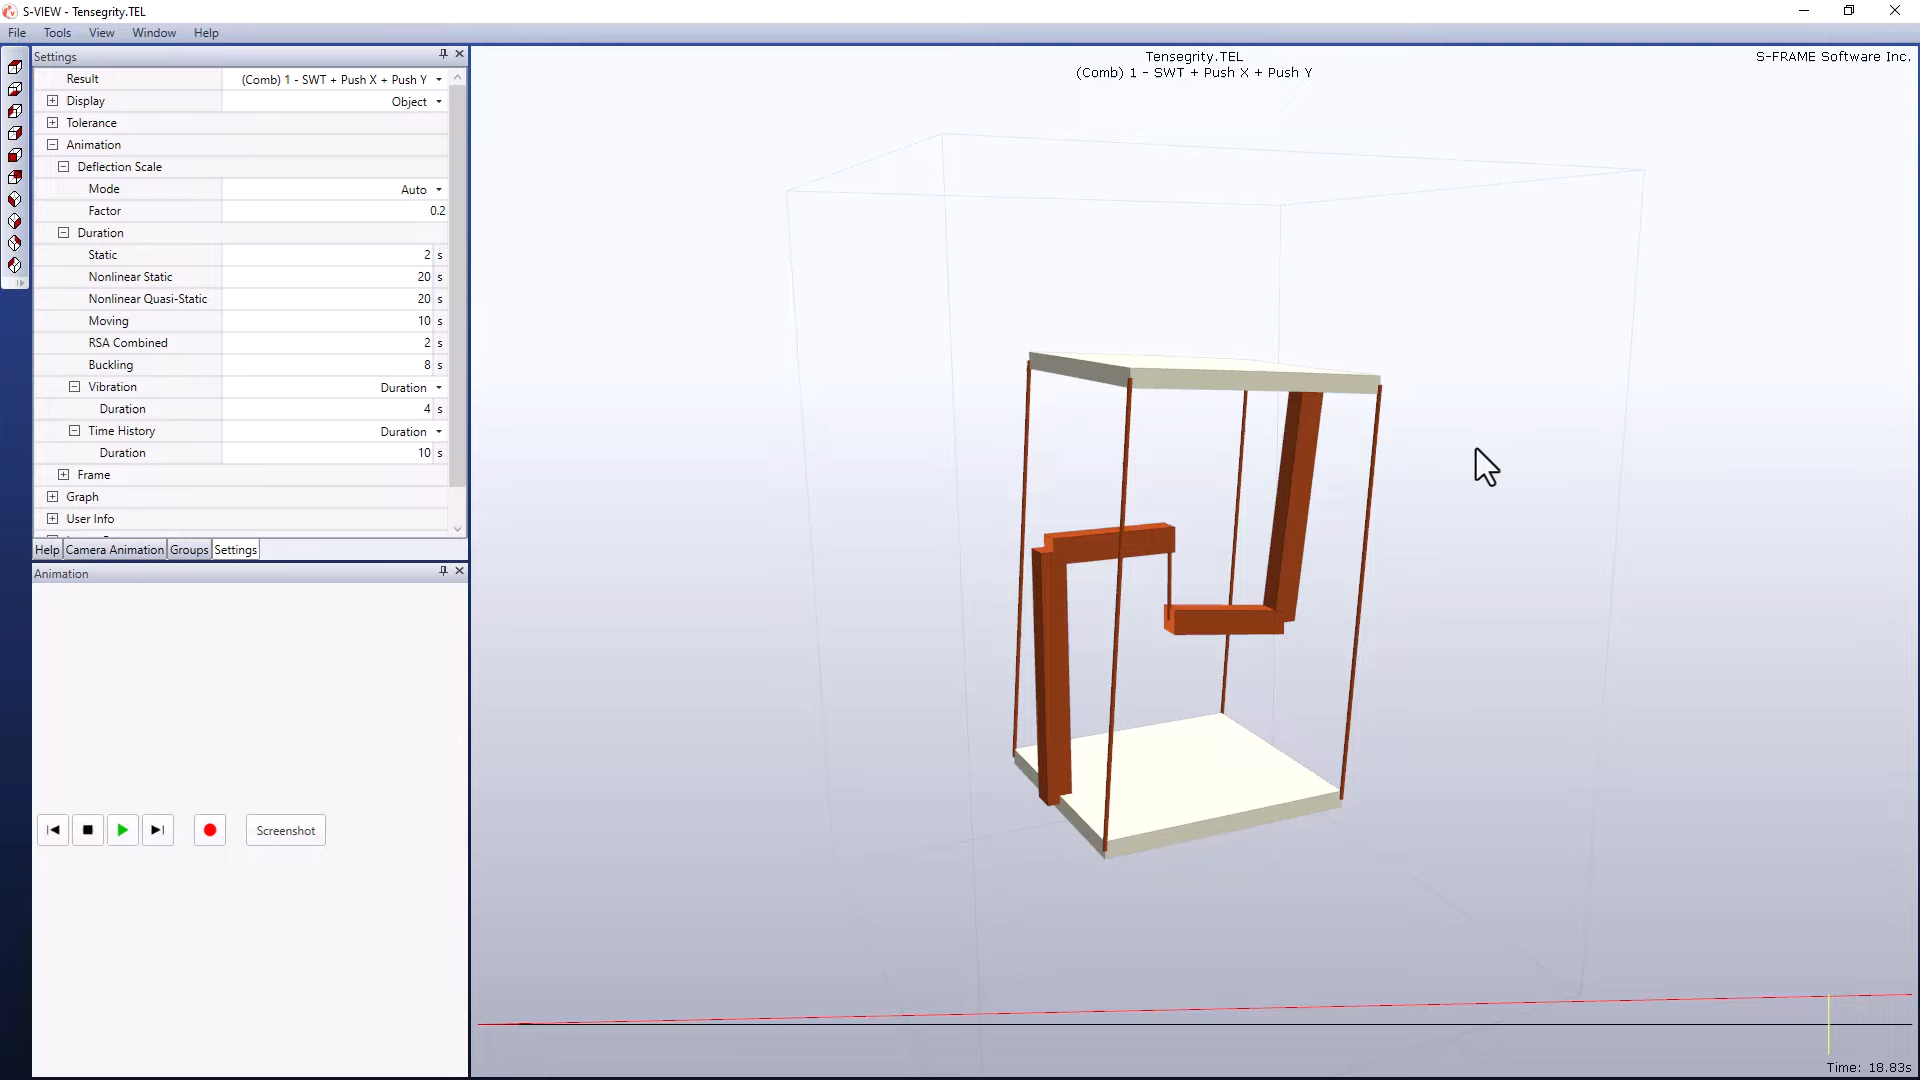 S-VIEW - Tensegrity.TEL
File Tools View Window Help
Settings
Result (Comb) 1 - SWT + Push X + Push Y
Display Object
Tolerance
Animation
Deflection Scale
Mode Auto
Factor 0.2
Duration
Static 2 s
Nonlinear Static 20 s
Nonlinear Quasi-Static 20 s
Moving 10 s
RSA Combined 2 s
Buckling 8 s
Vibration Duration
Duration 4 s
Time History Duration
Duration 10 s
Frame
Graph
User Info
Help Camera Animation Groups Settings
Animation
Screenshot
Tensegrity.TEL
(Comb) 1 - SWT + Push X + Push Y
S-FRAME Software Inc.
Time: 18.83s